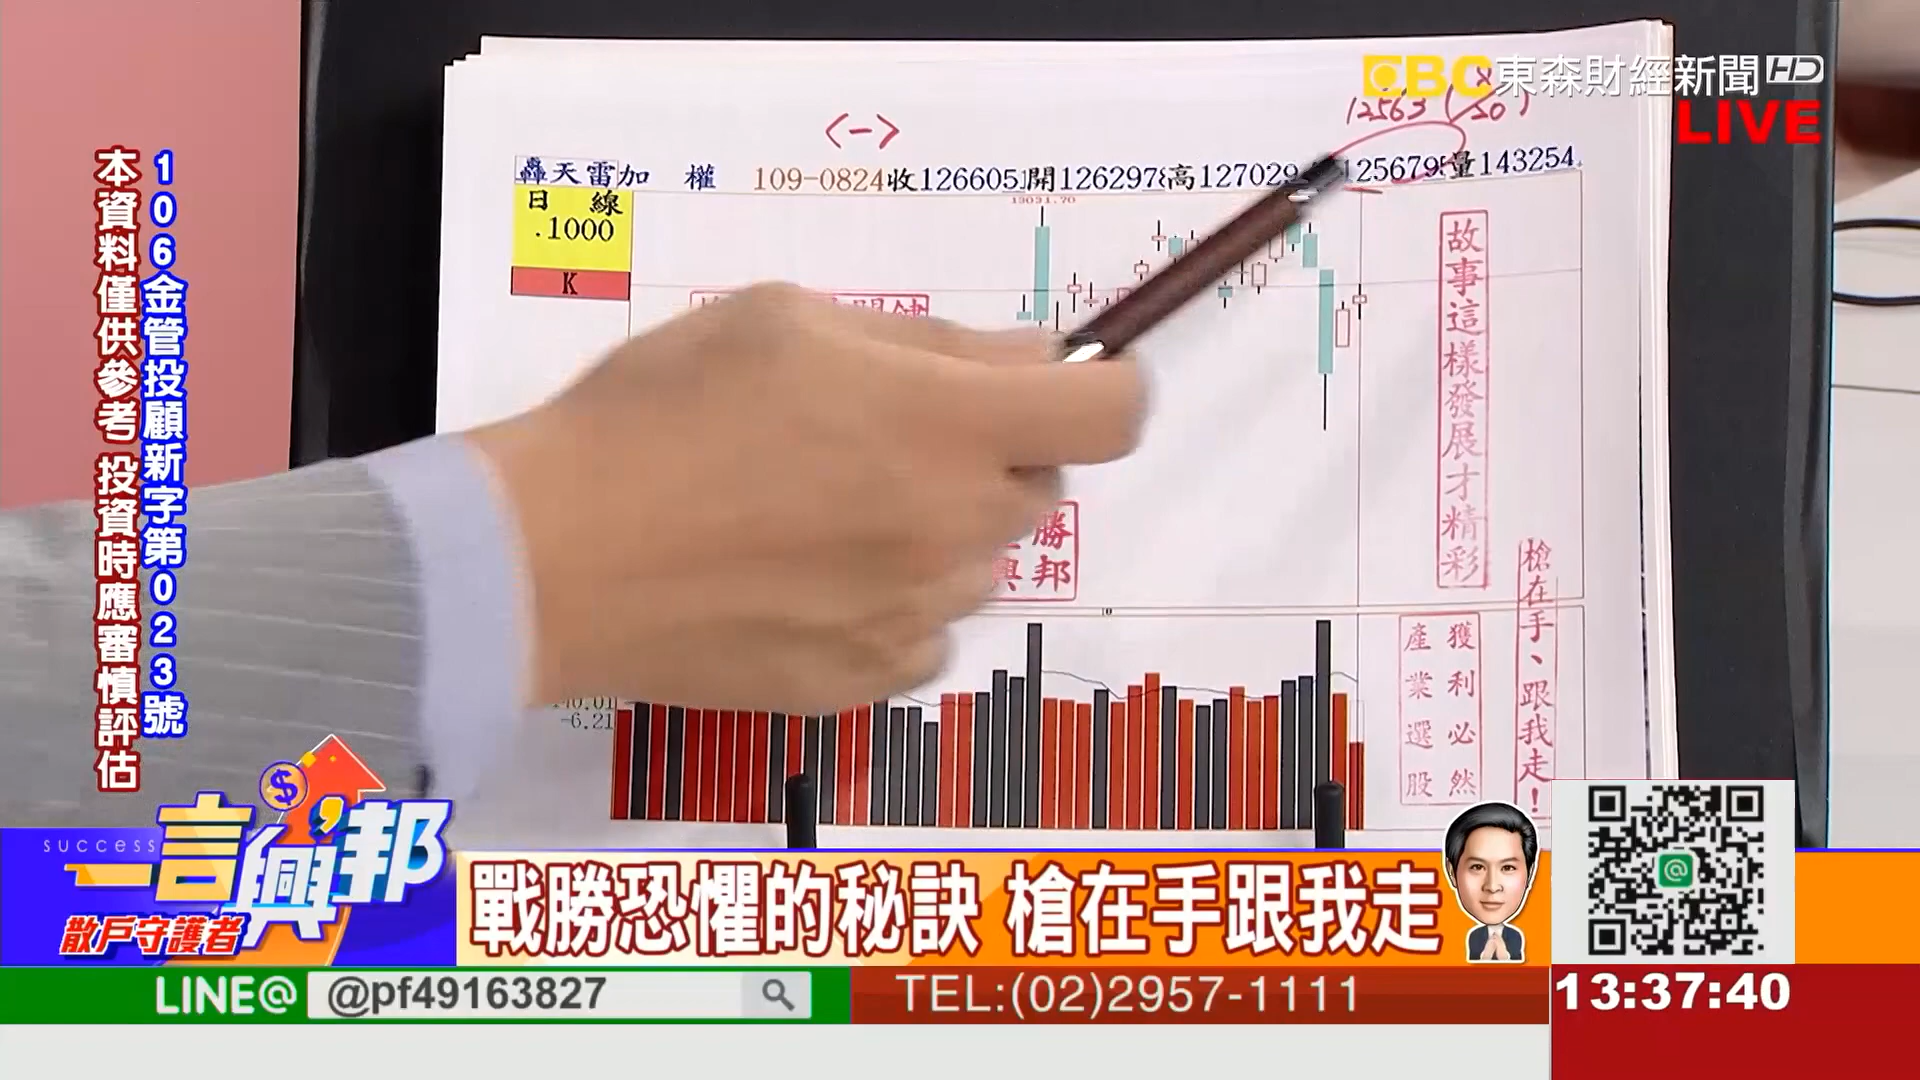 EBC東森財經新聞HD
LIVE
12563
<->
轟天雷加 權 109-0824收126605開126297高127029 125679量143254
日 線
.1000
K
13031.70
故事這樣發展才精彩
槍在手、跟我走!
勝
邦
獲利必然
產業選股
-6.21
106金管投顧新字第023號
本資料僅供參考 投資時應審慎評估
success
一言興邦
散戶守護者
戰勝恐懼的秘訣 槍在手跟我走
LINE@ @pf49163827
TEL:(02)2957-1111
13:37:40